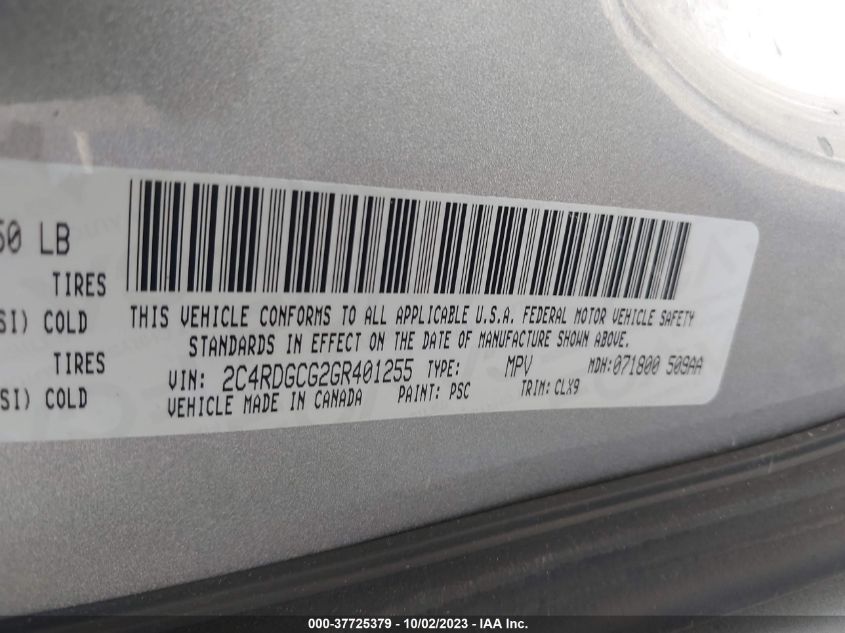 50 LB
TIRES
SI) COLD
TIRES
SI) COLD
THIS VEHICLE CONFORMS TO ALL APPLICABLE U.S.A. FEDERAL MOTOR VEHICLE SAFETY
STANDARDS IN EFFECT ON THE DATE OF MANUFACTURE SHOWN ABOVE.
VIN: 2C4RDGCG2GR401255 TYPE: MPV MDH:071800 509AA
VEHICLE MADE IN CANADA PAINT: PSC TRIM: CLX9
000-37725379 - 10/02/2023 - IAA Inc.